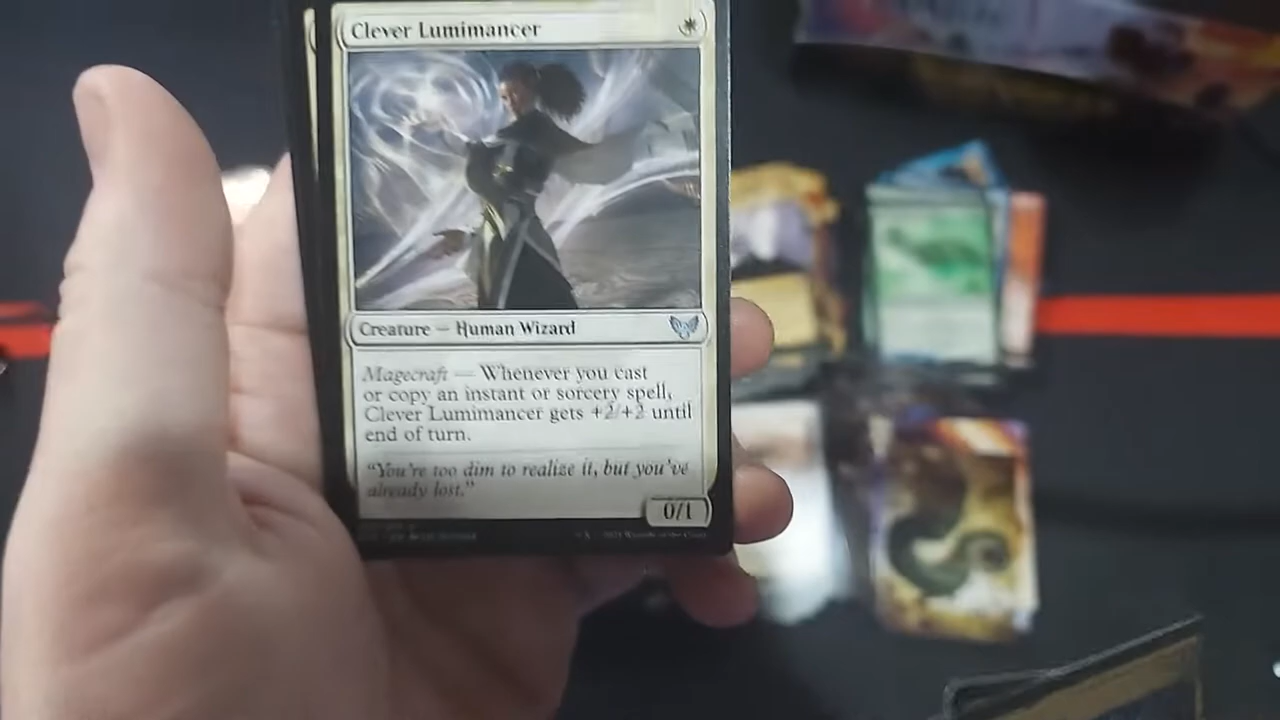 Clever Lumimancer
Creature — Human Wizard
Magecraft — Whenever you cast
or copy an instant or sorcery spell,
Clever Lumimancer gets +2/+2 until
end of turn.
"You're too dim to realize it, but you've
already lost."
0/1